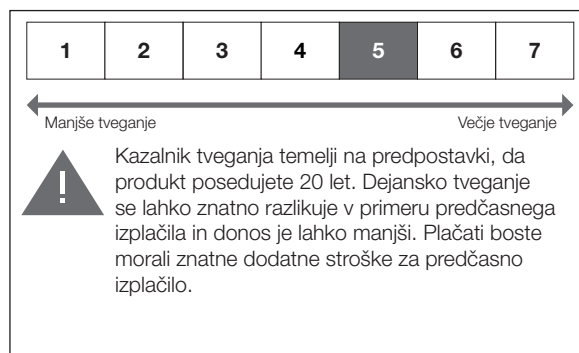 1 2 3 4 5 6 7
Manjše tveganje Večje tveganje
Kazalnik tveganja temelji na predpostavki, da
produkt posedujete 20 let. Dejansko tveganje
se lahko znatno razlikuje v primeru predčasnega
izplačila in donos je lahko manjši. Plačati boste
morali znatne dodatne stroške za predčasno
izplačilo.